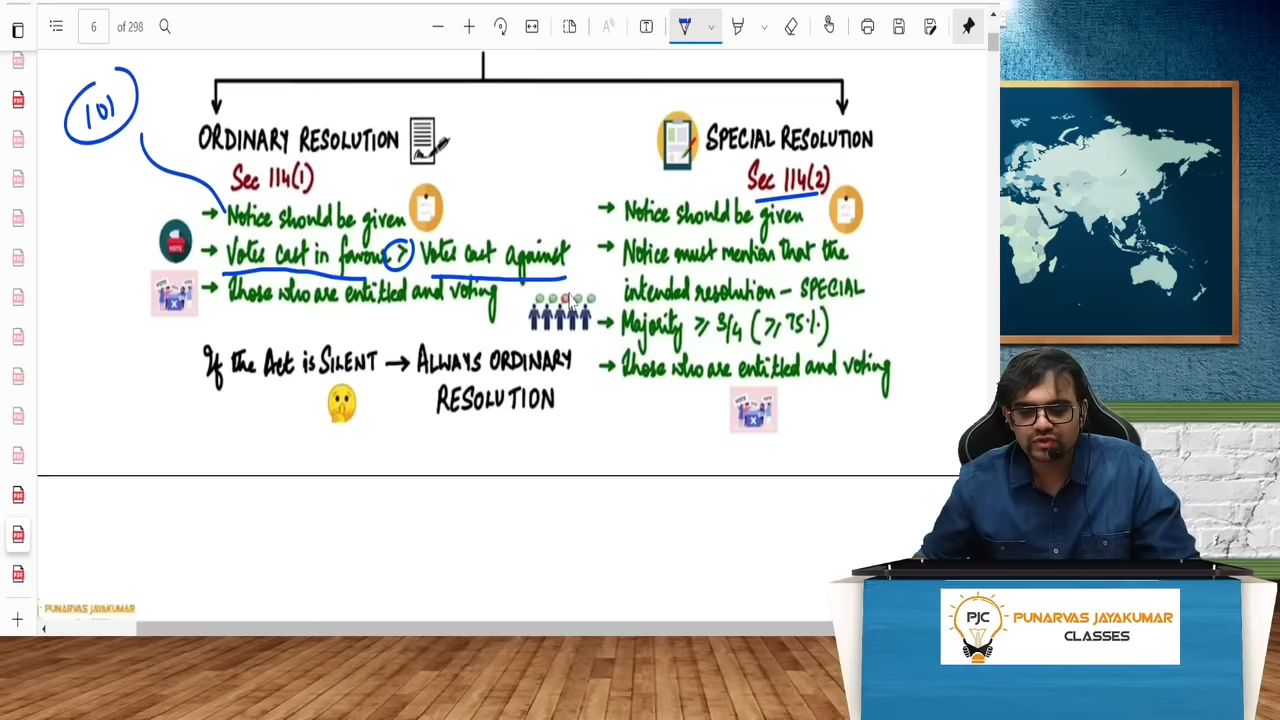 6 of 298
101
ORDINARY RESOLUTION
Sec 114(1)
→ Notice should be given
→ Votes cast in favour > Votes cast against
→ Those who are entitled and voting
If the Act is SILENT → ALWAYS ORDINARY
RESOLUTION
SPECIAL RESOLUTION
Sec 114(2)
→ Notice should be given
→ Notice must mention that the
intended resolution – SPECIAL
→ Majority ≥ 3/4 (≥, 75%)
→ Those who are entitled and voting
PUNARVAS JAYAKUMAR
PJC
PUNARVAS JAYAKUMAR
CLASSES